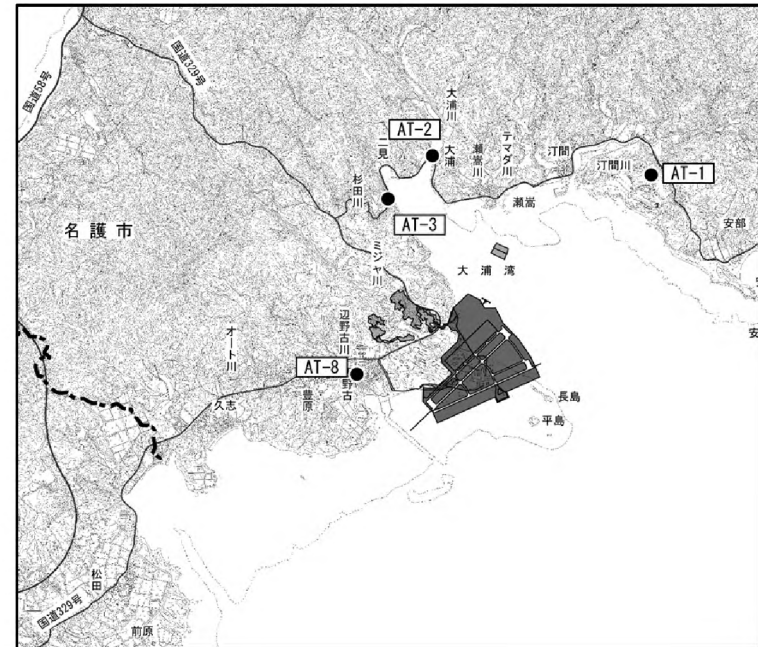 国道58号
国道329号
大浦川
AT-2
二見
大浦
瀬嵩川
テマダ川
汀間
汀間川
AT-1
杉田川
AT-3
瀬嵩
安部
名護市
ミジャ川
大浦湾
オート川
辺野古川
AT-8
野古
豊原
久志
長島
平島
松田
国道329号
前原
安